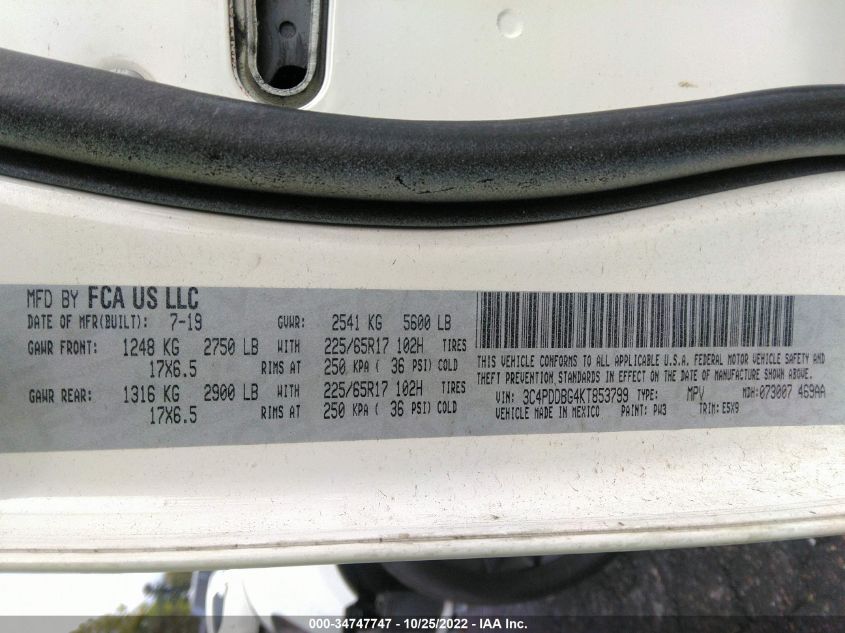 MFD BY FCA US LLC
DATE OF MFR(BUILT): 7-19 GVWR: 2541 KG 5600 LB
GAWR FRONT: 1248 KG 2750 LB WITH 225/65R17 102H TIRES
17X6.5 RIMS AT 250 KPA ( 36 PSI) COLD
GAWR REAR: 1316 KG 2900 LB WITH 225/65R17 102H TIRES
17X6.5 RIMS AT 250 KPA ( 36 PSI) COLD
THIS VEHICLE CONFORMS TO ALL APPLICABLE U.S.A. FEDERAL MOTOR VEHICLE SAFETY AND
THEFT PREVENTION STANDARDS IN EFFECT ON THE DATE OF MANUFACTURE SHOWN ABOVE.
VIN: 3C4PDDBG4KT853799 TYPE: MPV MDH:073007 469AA
VEHICLE MADE IN MEXICO PAINT: PW3 TRIM: E5X9
000-34747747 - 10/25/2022 - IAA Inc.